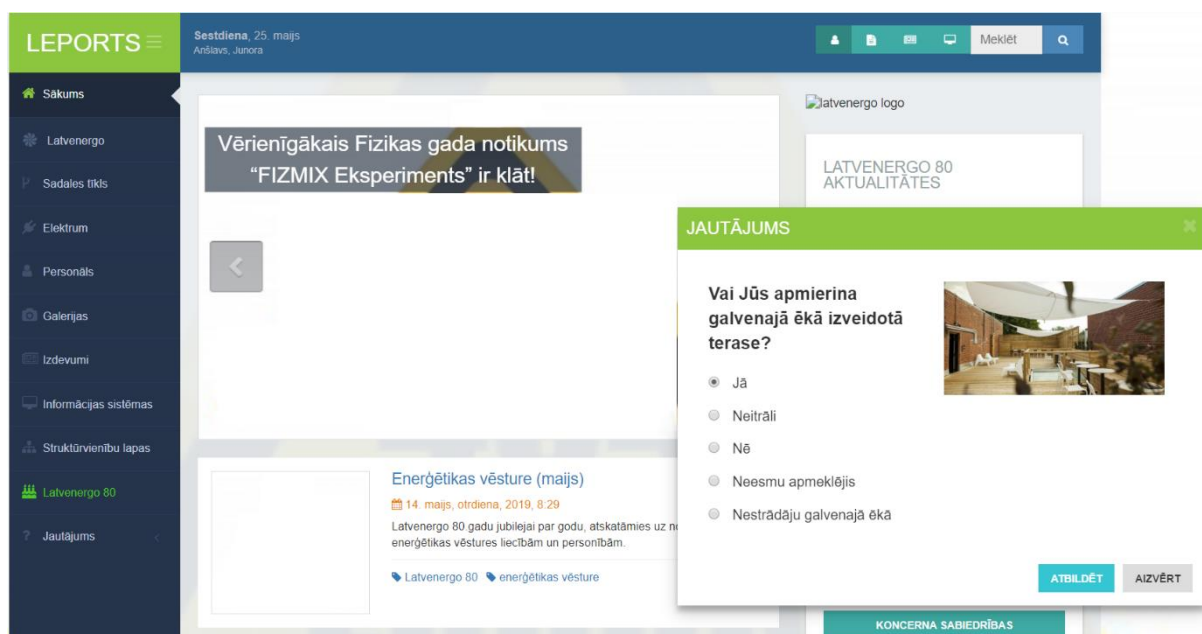 LEPORTS
Sestdiena, 25. maijs
Anšlavs, Junora
Meklēt
Sākums
Latvenergo
Sadales tīkls
Elektrum
Personāls
Galerijas
Izdevumi
Informācijas sistēmas
Struktūrvienību lapas
Latvenergo 80
Jautājums
Vērienīgākais Fizikas gada notikums
“FIZMIX Eksperiments” ir klāt!
latvenergo logo
LATVENERGO 80
AKTUALITĀTES
JAUTĀJUMS
Vai Jūs apmierina
galvenajā ēkā izveidotā
terase?
Jā
Neitrāli
Nē
Neesmu apmeklējis
Nestrādāju galvenajā ēkā
ATBILDĒT AIZVĒRT
Enerģētikas vēsture (maijs)
14. maijs, otrdiena, 2019, 8:29
Latvenergo 80 gadu jubilejai par godu, atskatāmies uz
enerģētikas vēstures liecībām un personībām.
Latvenergo 80 enerģētikas vēsture
KONCERNA SABIEDRĪBAS